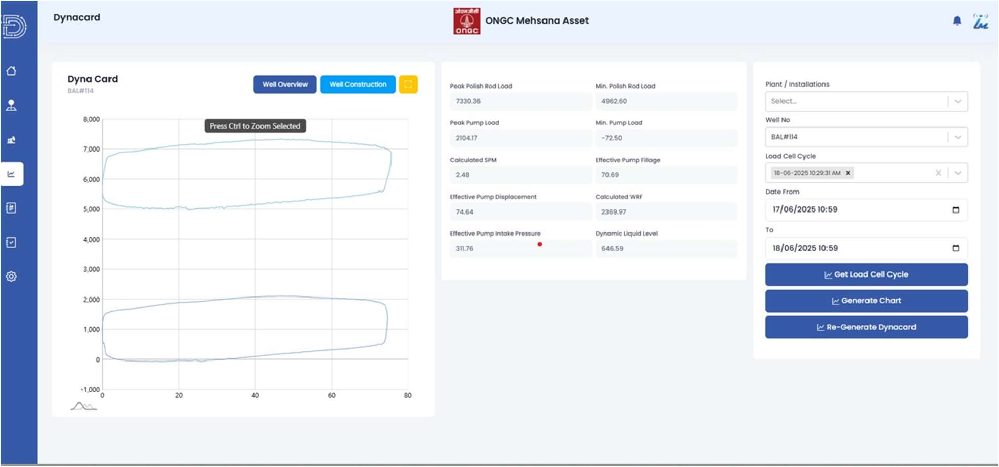 Dynacard
ओएनजीसी
ongc
ONGC Mehsana Asset
Dyna Card
BAL#114
Well Overview
Well Construction
Press Ctrl to Zoom Selected
8,000
7,000
6,000
5,000
4,000
3,000
2,000
1,000
0
-1,000
0 20 40 60 80
Peak Polish Rod Load
7330.36
Min. Polish Rod Load
4962.60
Peak Pump Load
2104.17
Min. Pump Load
-72.50
Calculated SPM
2.48
Effective Pump Fillage
70.69
Effective Pump Displacement
74.64
Calculated WRF
2369.97
Effective Pump Intake Pressure
311.76
Dynamic Liquid Level
646.59
Plant / Installations
Select...
Well No
BAL#114
Load Cell Cycle
18-06-2025 10:29:31 AM
Date From
17/06/2025 10:59
To
18/06/2025 10:59
Get Load Cell Cycle
Generate Chart
Re-Generate Dynacard